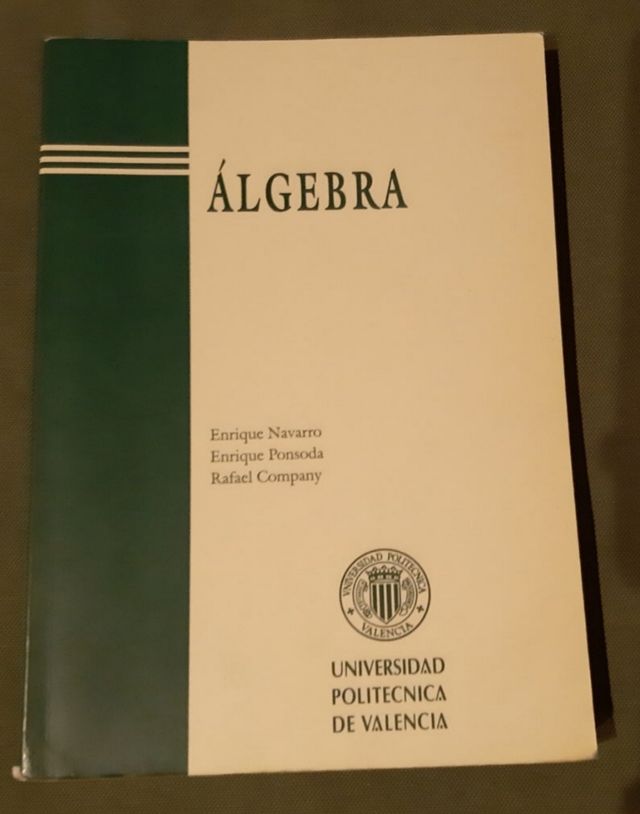 ÁLGEBRA
Enrique Navarro
Enrique Ponsoda
Rafael Company
UNIVERSIDAD POLITECNICA
VALENCIA
UNIVERSIDAD
POLITECNICA
DE VALENCIA